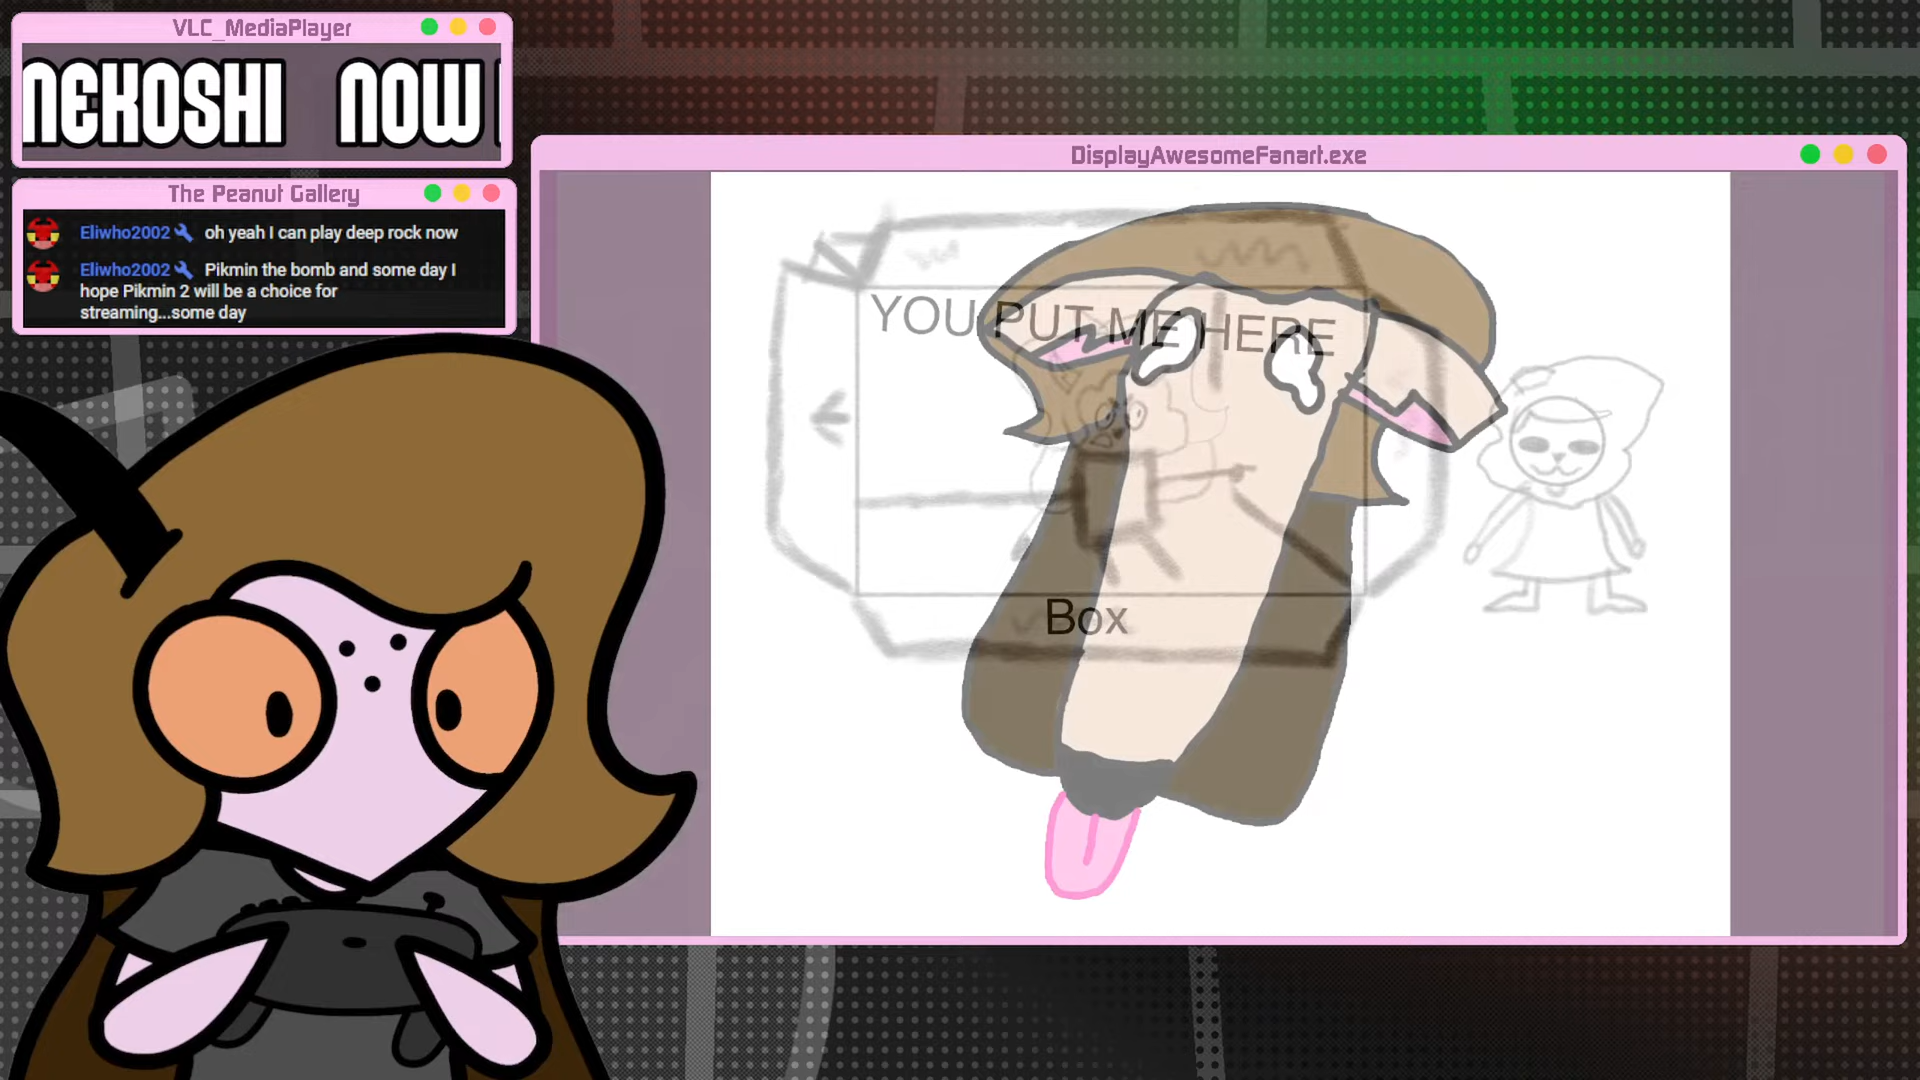 VLC_MediaPlayer
NEKOSHI NOW
The Peanut Gallery
Eliwho2002 oh yeah I can play deep rock now
Eliwho2002 Pikmin the bomb and some day I
hope Pikmin 2 will be a choice for
streaming...some day
DisplayAwesomeFanart.exe
YOU PUT ME HERE
Box